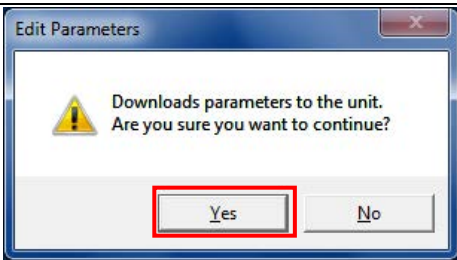 Edit Parameters
Downloads parameters to the unit.
Are you sure you want to continue?
Yes
No